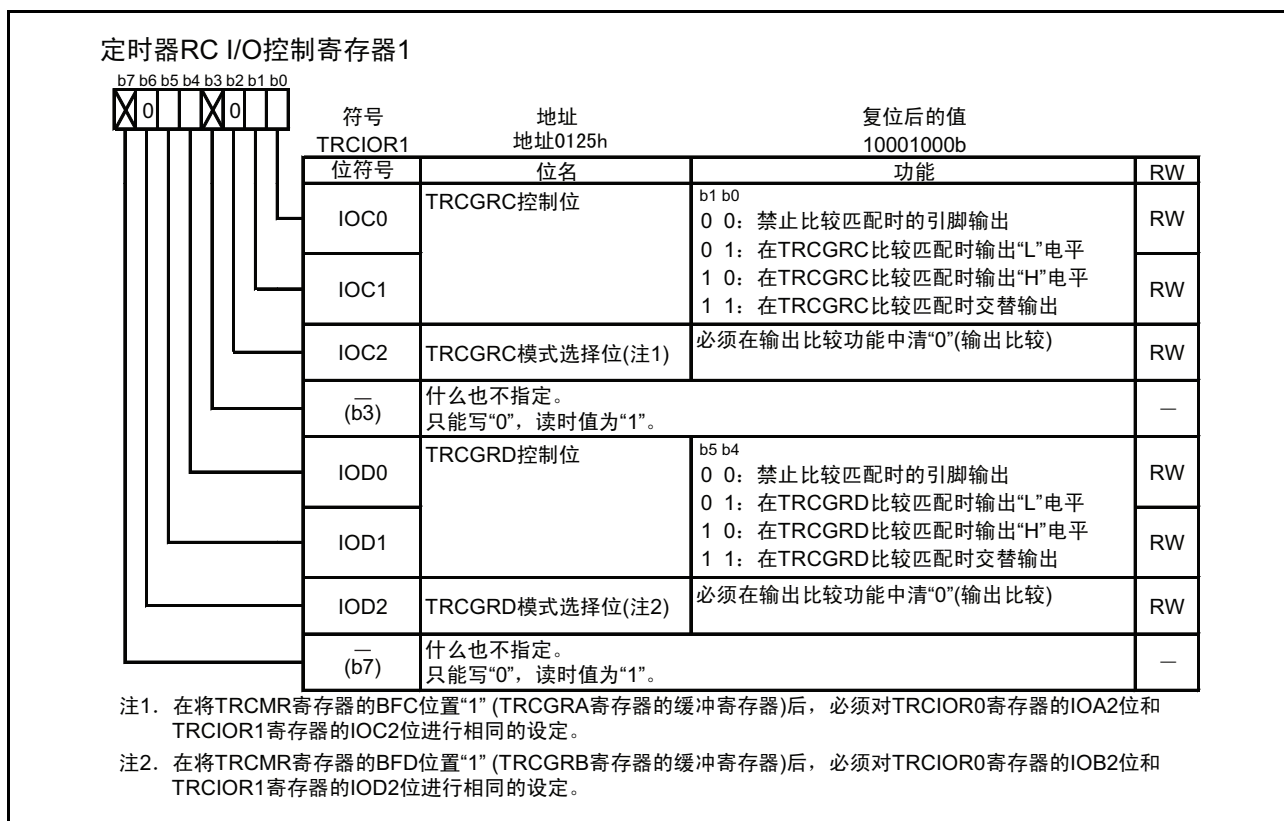 定时器RC I/O控制寄存器1
b7 b6 b5 b4 b3 b2 b1 b0
0 0
符号 地址 复位后的值
TRCIOR1 地址0125h 10001000b
位符号 位名 功能 RW
IOC0 TRCGRC控制位 b1 b0 RW
0 0：禁止比较匹配时的引脚输出
0 1：在TRCGRC比较匹配时输出“L”电平
IOC1 1 0：在TRCGRC比较匹配时输出“H”电平 RW
1 1：在TRCGRC比较匹配时交替输出
IOC2 TRCGRC模式选择位(注1) 必须在输出比较功能中清“0”(输出比较) RW
— 什么也不指定。 —
(b3) 只能写“0”，读时值为“1”。
IOD0 TRCGRD控制位 b5 b4 RW
0 0：禁止比较匹配时的引脚输出
0 1：在TRCGRD比较匹配时输出“L”电平
IOD1 1 0：在TRCGRD比较匹配时输出“H”电平 RW
1 1：在TRCGRD比较匹配时交替输出
IOD2 TRCGRD模式选择位(注2) 必须在输出比较功能中清“0”(输出比较) RW
— 什么也不指定。 —
(b7) 只能写“0”，读时值为“1”。
注1. 在将TRCMR寄存器的BFC位置“1” (TRCGRA寄存器的缓冲寄存器)后，必须对TRCIOR0寄存器的IOA2位和
TRCIOR1寄存器的IOC2位进行相同的设定。
注2. 在将TRCMR寄存器的BFD位置“1” (TRCGRB寄存器的缓冲寄存器)后，必须对TRCIOR0寄存器的IOB2位和
TRCIOR1寄存器的IOD2位进行相同的设定。